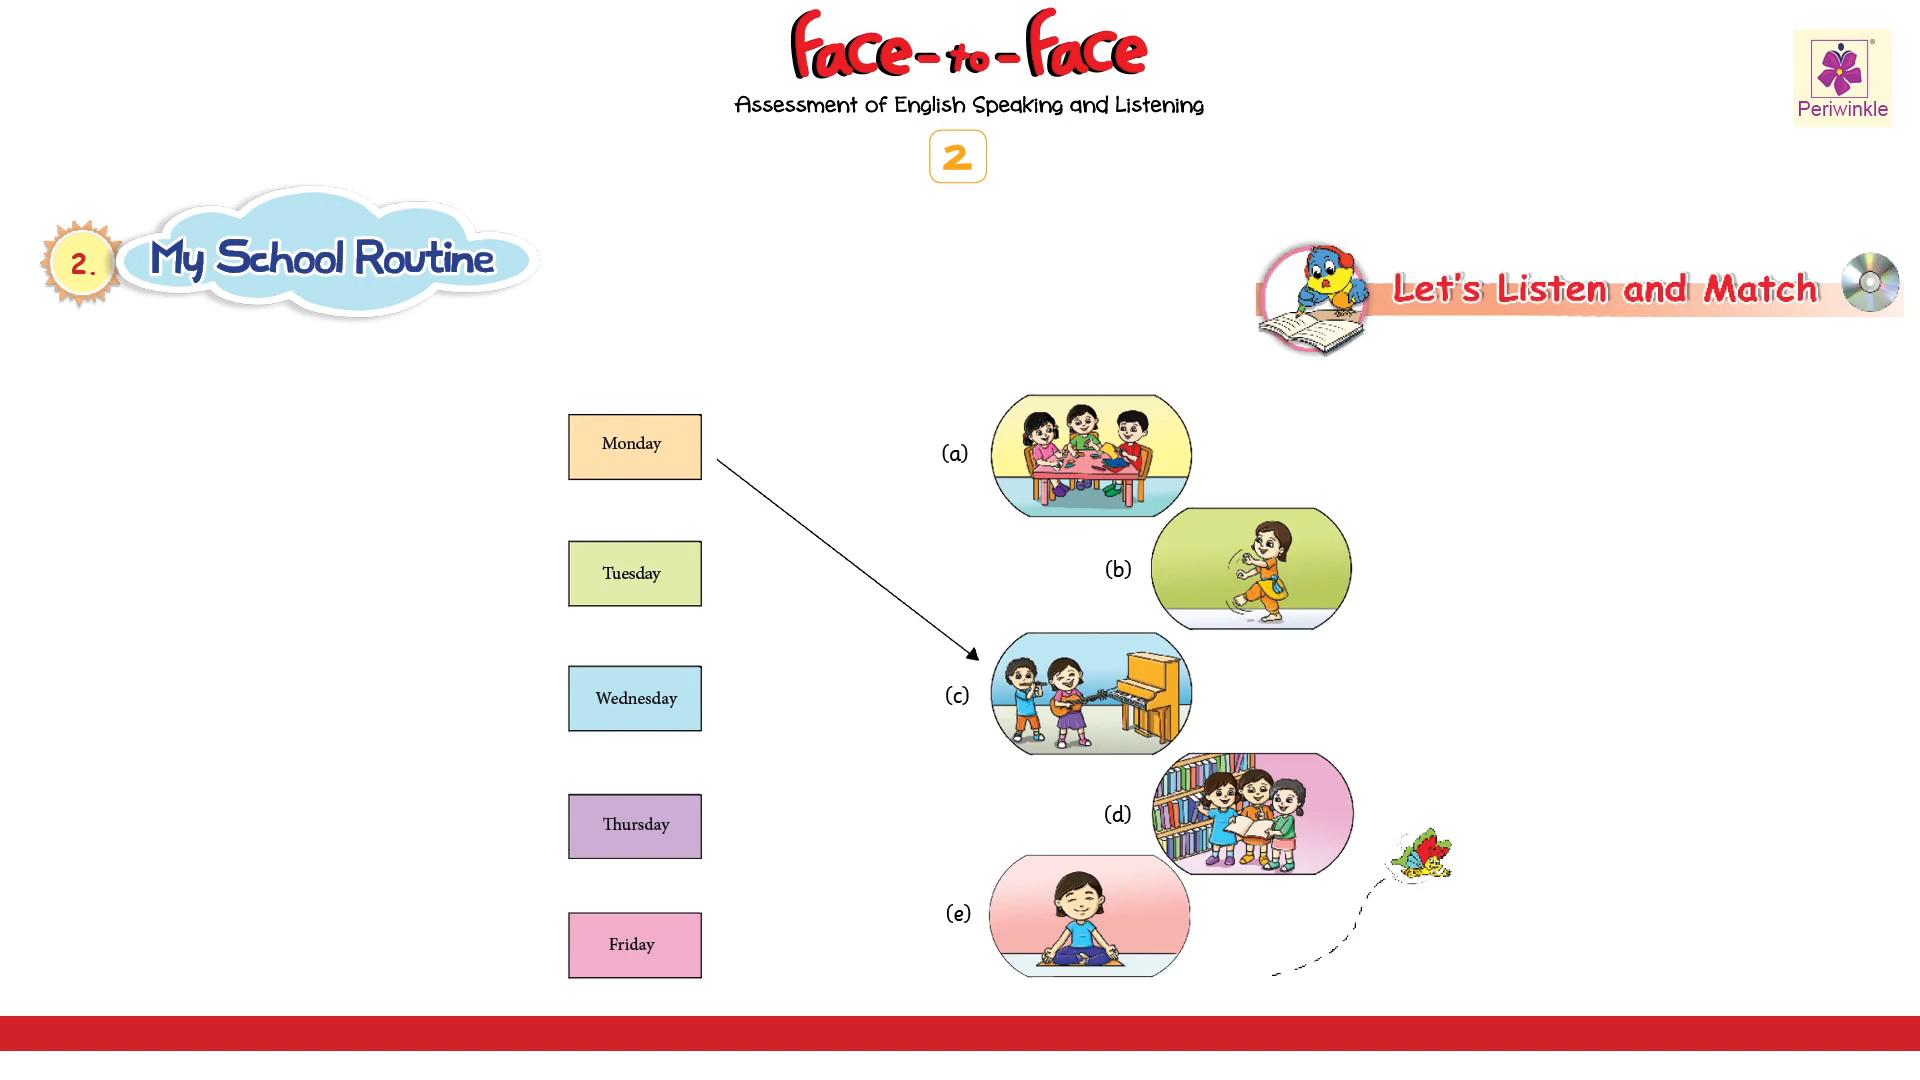 Face-to-Face
Assessment of English Speaking and Listening
2
Periwinkle
2. My School Routine
Let's Listen and Match
Monday
Tuesday
Wednesday
Thursday
Friday
(a)
(b)
(c)
(d)
(e)